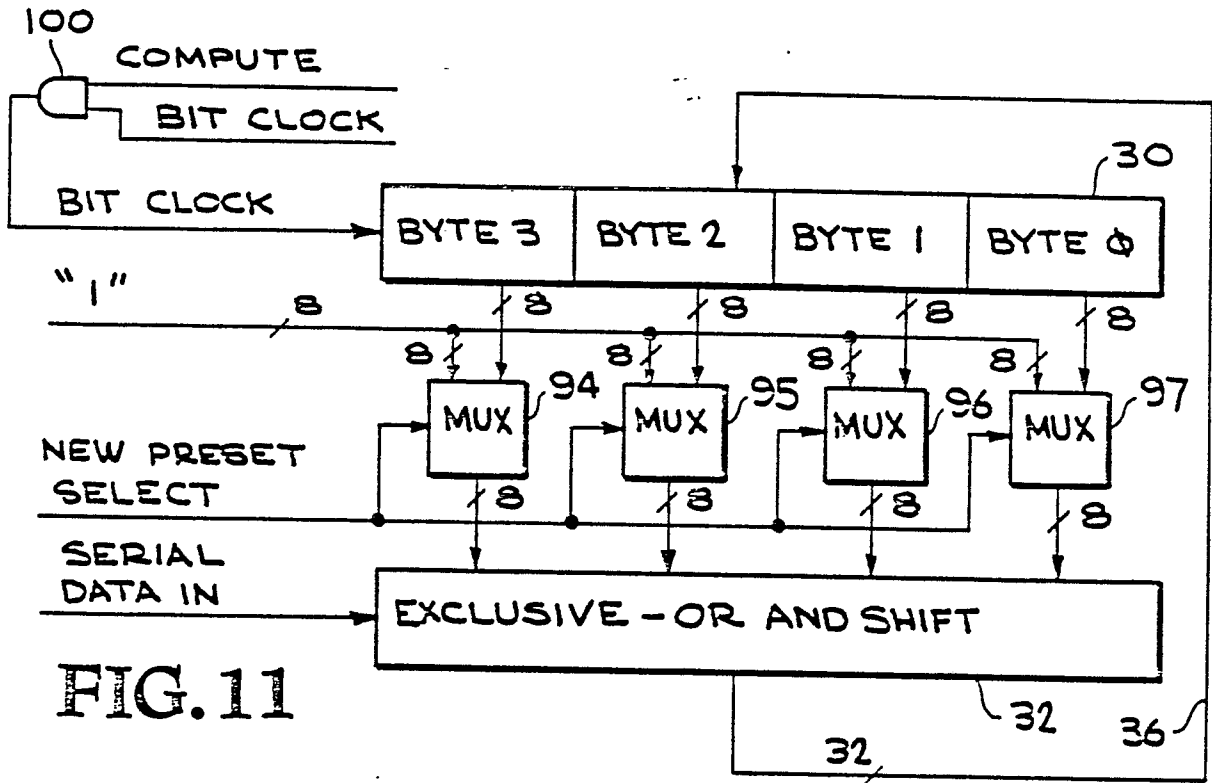 100
COMPUTE
BIT CLOCK
30
BIT CLOCK
BYTE 3 BYTE 2 BYTE 1 BYTE 0
"1"
8 8 8 8 8
8 8 8 8
MUX 94 MUX 95 MUX 96 MUX 97
NEW PRESET
SELECT
8 8 8 8
SERIAL
DATA IN
EXCLUSIVE-OR AND SHIFT
FIG. 11
32
36
32